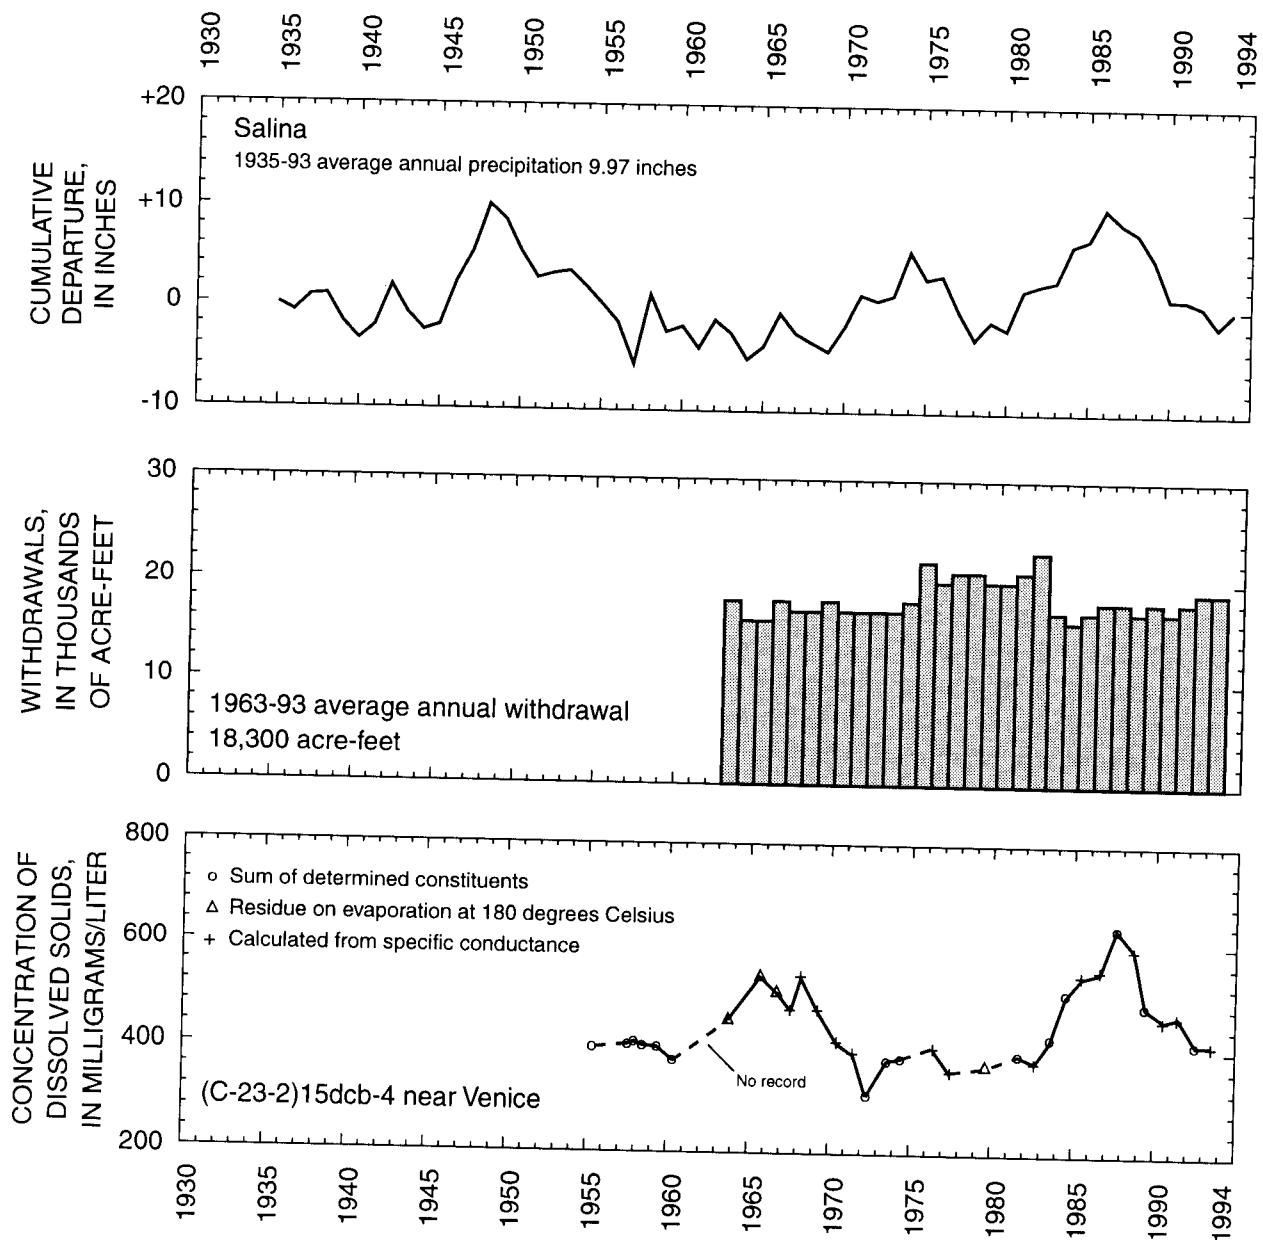 1930 1935 1940 1945 1950 1955 1960 1965 1970 1975 1980 1985 1990 1994
CUMULATIVE
DEPARTURE,
IN INCHES
+20
+10
0
-10
Salina
1935-93 average annual precipitation 9.97 inches
WITHDRAWALS,
IN THOUSANDS
OF ACRE-FEET
30
20
10
0
1963-93 average annual withdrawal
18,300 acre-feet
CONCENTRATION OF
DISSOLVED SOLIDS,
IN MILLIGRAMS/LITER
800
600
400
200
Sum of determined constituents
Residue on evaporation at 180 degrees Celsius
Calculated from specific conductance
No record
(C-23-2)15dcb-4 near Venice
1930 1935 1940 1945 1950 1955 1960 1965 1970 1975 1980 1985 1990 1994